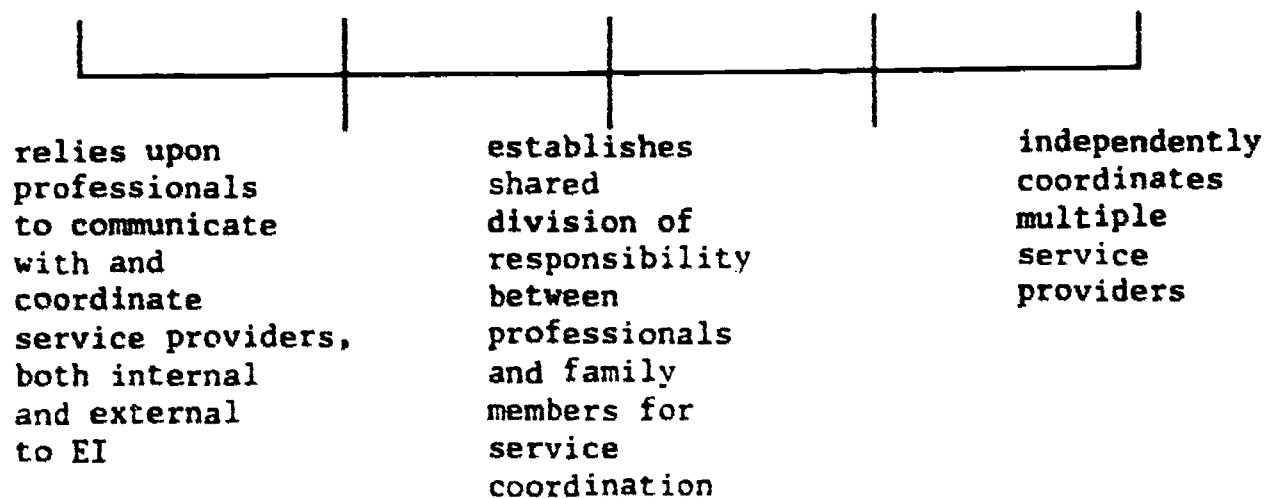 relies upon
professionals
to communicate
with and
coordinate
service providers,
both internal
and external
to EI
establishes
shared
division of
responsibility
between
professionals
and family
members for
service
coordination
independently
coordinates
multiple
service
providers